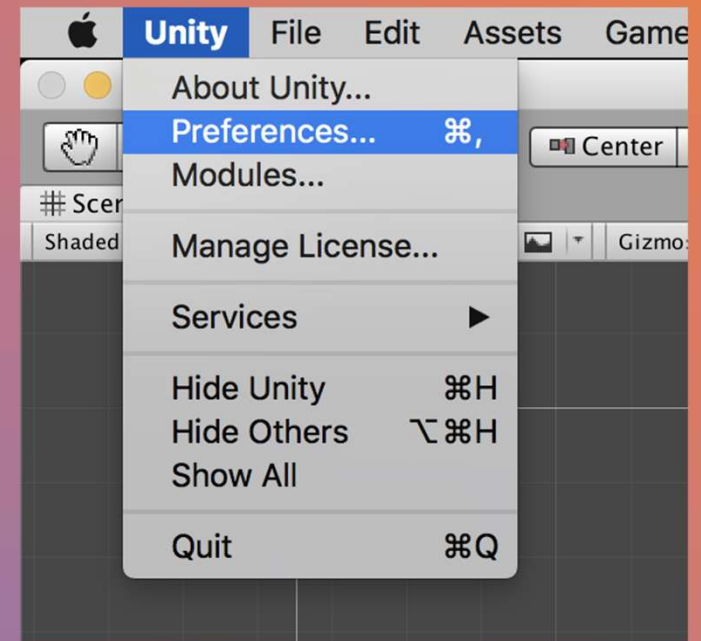 Unity File Edit Assets Game
About Unity...
Preferences... ⌘,
Center
Modules...
Scen
Shaded
Gizmos
Manage License...
Services ▶
Hide Unity ⌘H
Hide Others ⌥⌘H
Show All
Quit ⌘Q